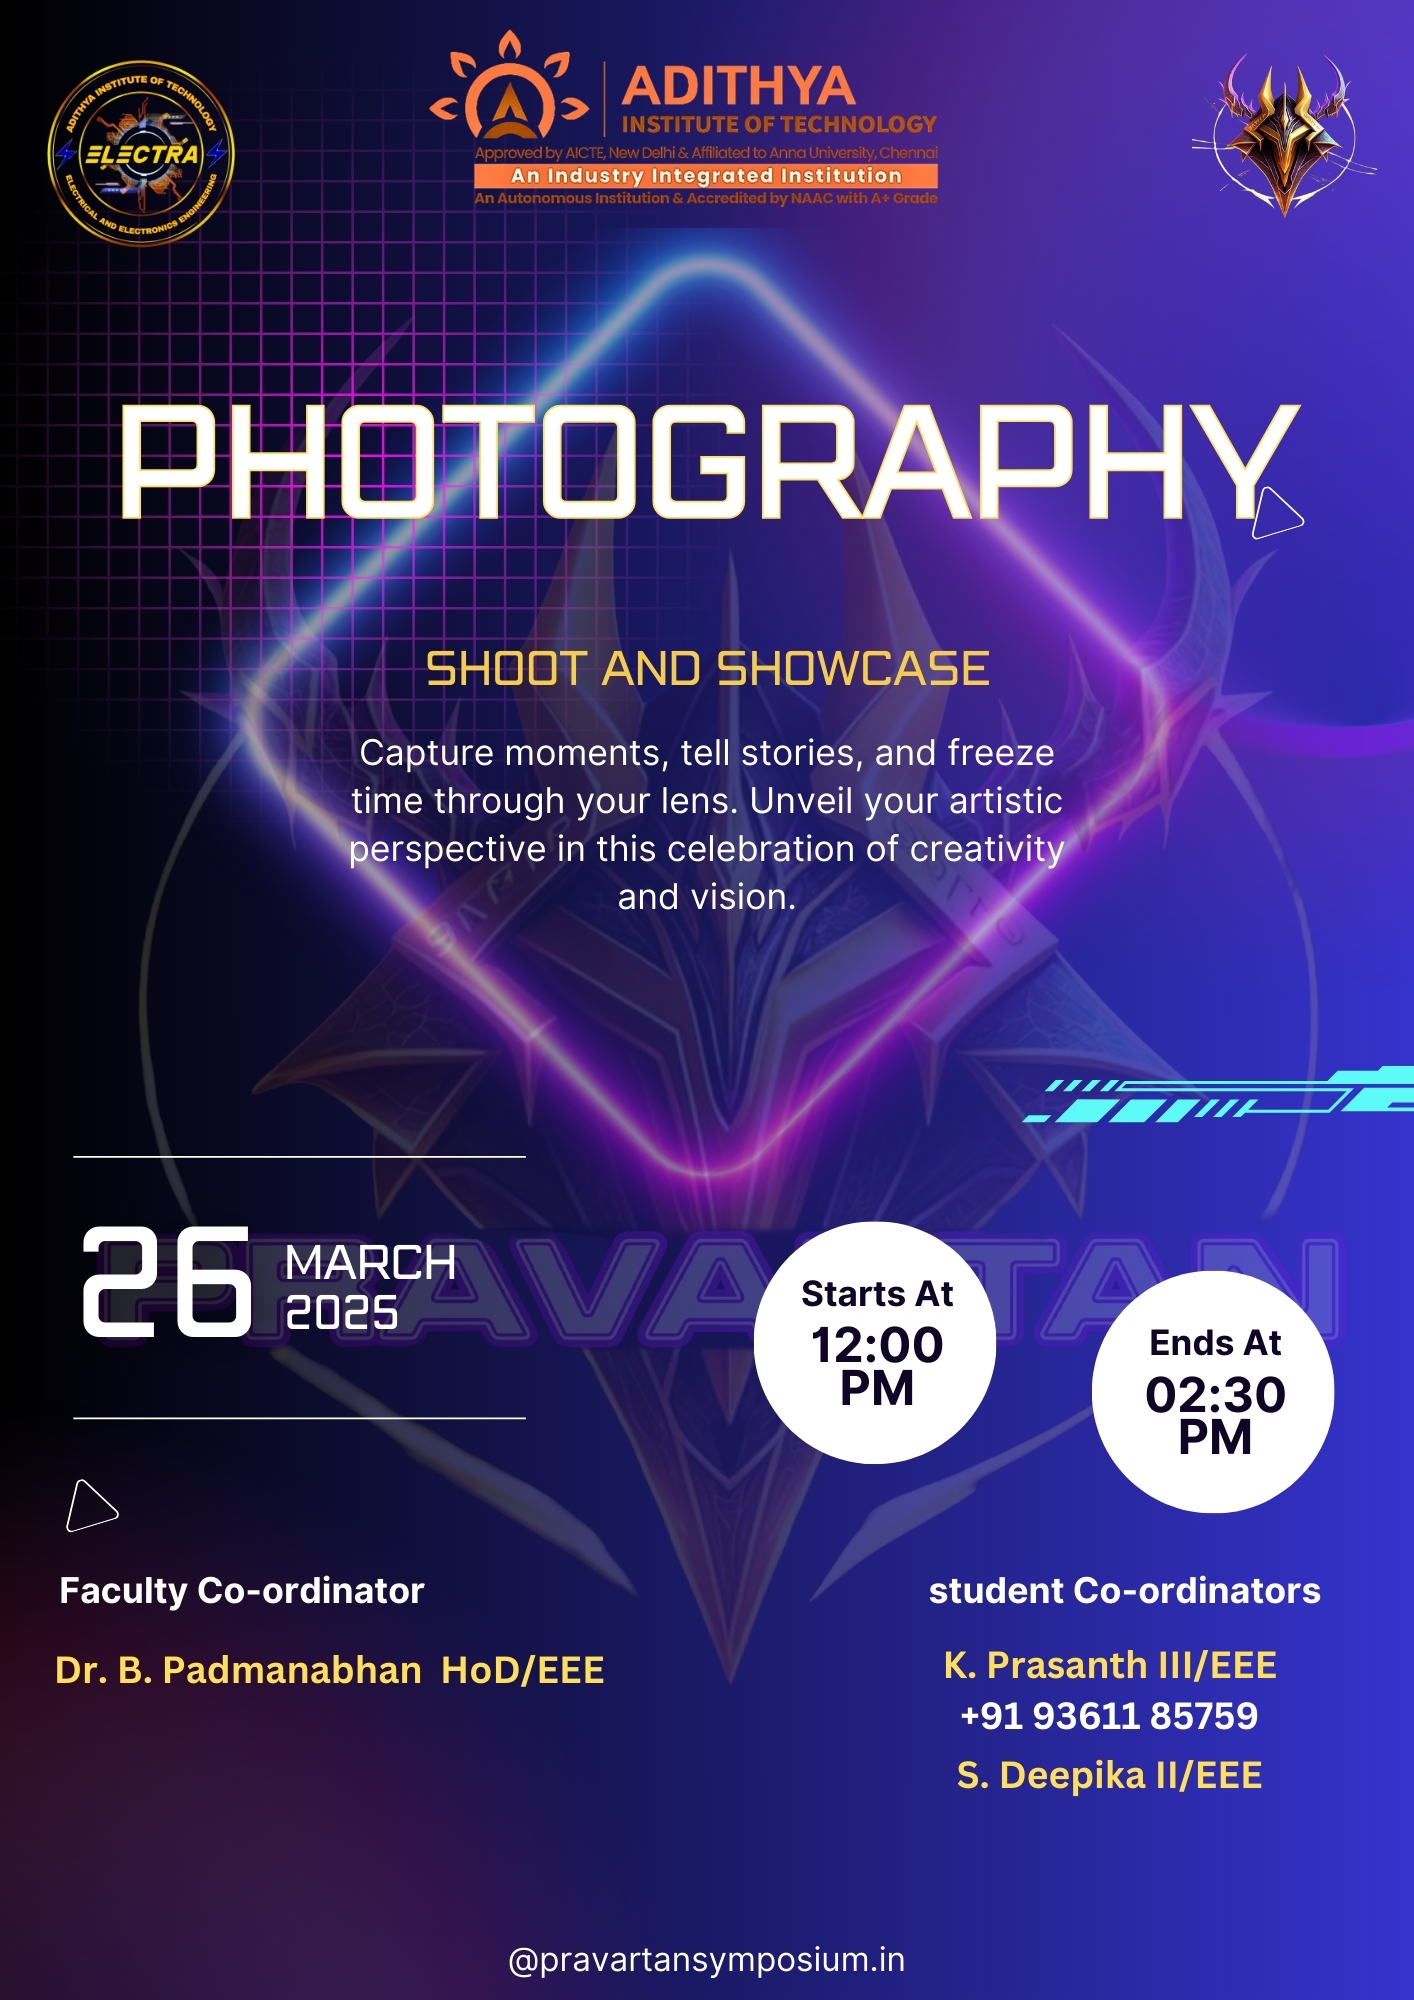 ADITHYA INSTITUTE OF TECHNOLOGY
ELECTRA
ELECTRICAL AND ELECTRONICS ENGINEERING
ADITHYA
INSTITUTE OF TECHNOLOGY
Approved by AICTE, New Delhi & Affiliated to Anna University, Chennai
An Industry Integrated Institution
An Autonomous Institution & Accredited by NAAC with A+ Grade
PHOTOGRAPHY
SHOOT AND SHOWCASE
Capture moments, tell stories, and freeze
time through your lens. Unveil your artistic
perspective in this celebration of creativity
and vision.
PRAVARTAN
26
MARCH
2025
Starts At
12:00
PM
Ends At
02:30
PM
Faculty Co-ordinator
Dr. B. Padmanabhan  HoD/EEE
student Co-ordinators
K. Prasanth III/EEE
+91 93611 85759
S. Deepika II/EEE
@pravartansymposium.in